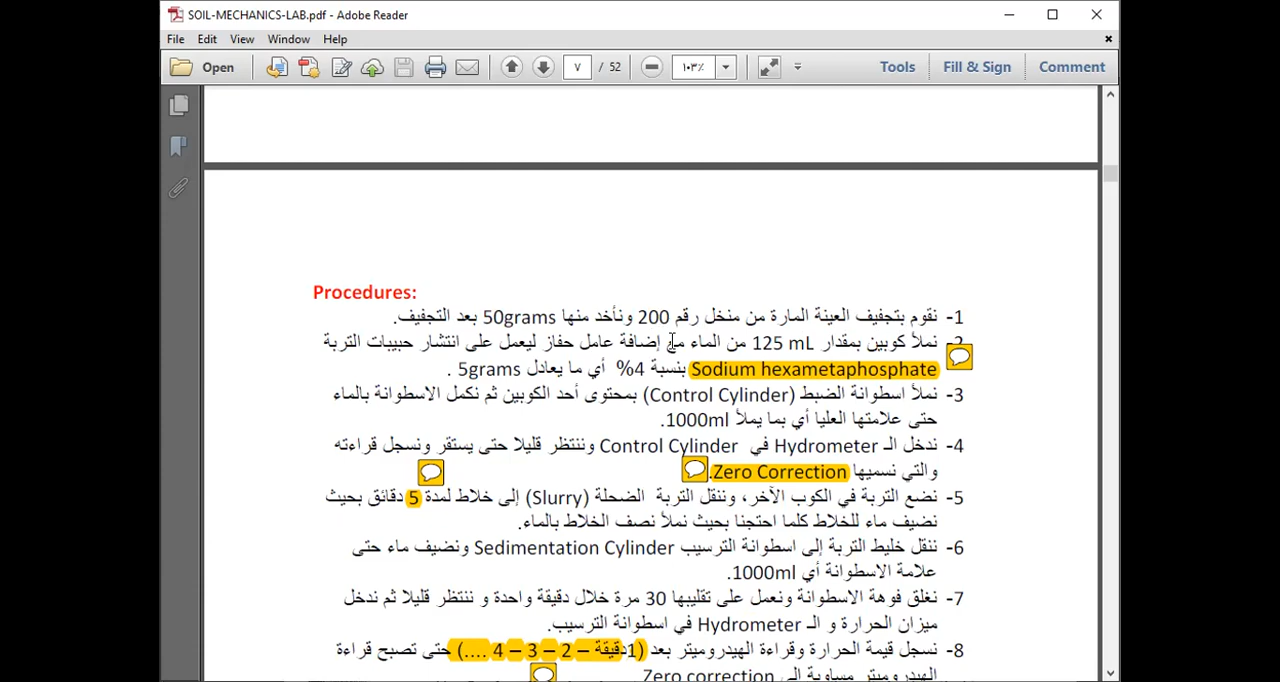 SOIL-MECHANICS-LAB.pdf - Adobe Reader
File Edit View Window Help
Open ٧ / 52 ١٠٣٪ Tools Fill & Sign Comment
Procedures:
1- نقوم بتجفيف العينة المارة من منخل رقم 200 ونأخد منها 50grams بعد التجفيف.
2- نملأ كوبين بمقدار 125 mL من الماء مع إضافة عامل حفاز ليعمل على انتشار حبيبات التربة
Sodium hexametaphosphate بنسبة 4% أي ما يعادل 5grams .
3- نملأ اسطوانة الضبط (Control Cylinder) بمحتوى أحد الكوبين ثم نكمل الاسطوانة بالماء
حتى علامتها العليا أي بما يملأ 1000ml.
4- ندخل الـ Hydrometer في Control Cylinder وننتظر قليلا حتى يستقر ونسجل قراءته
والتي نسميها Zero Correction.
5- نضع التربة في الكوب الآخر، وننقل التربة الضحلة (Slurry) إلى خلاط لمدة 5 دقائق بحيث
نضيف ماء للخلاط كلما احتجنا بحيث نملأ نصف الخلاط بالماء.
6- ننقل خليط التربة إلى اسطوانة الترسيب Sedimentation Cylinder ونضيف ماء حتى
علامة الاسطوانة أي 1000ml.
7- نغلق فوهة الاسطوانة ونعمل على تقليبها 30 مرة خلال دقيقة واحدة و ننتظر قليلا ثم ندخل
ميزان الحرارة و الـ Hydrometer في اسطوانة الترسيب.
8- نسجل قيمة الحرارة وقراءة الهيدروميتر بعد (1دقيقة – 2 – 3 – 4 ....) حتى تصبح قراءة
الهيدروميتر مساوية إلى Zero correction